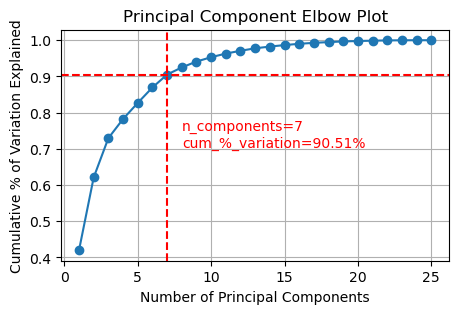 Principal Component Elbow Plot
Cumulative % of Variation Explained
1.0
0.9
0.8
0.7
0.6
0.5
0.4
n_components=7
cum_%_variation=90.51%
0 5 10 15 20 25
Number of Principal Components